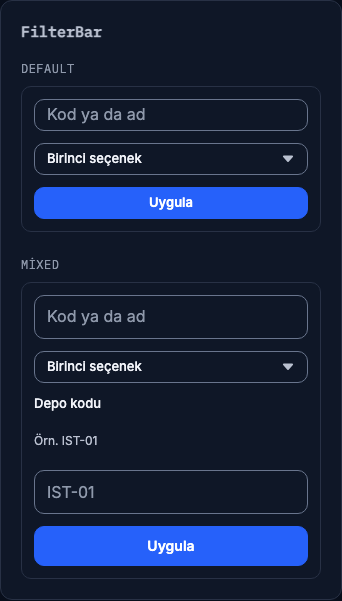 FilterBar
DEFAULT
Kod ya da ad
Birinci seçenek
Uygula
MİXED
Kod ya da ad
Birinci seçenek
Depo kodu
Örn. IST-01
IST-01
Uygula